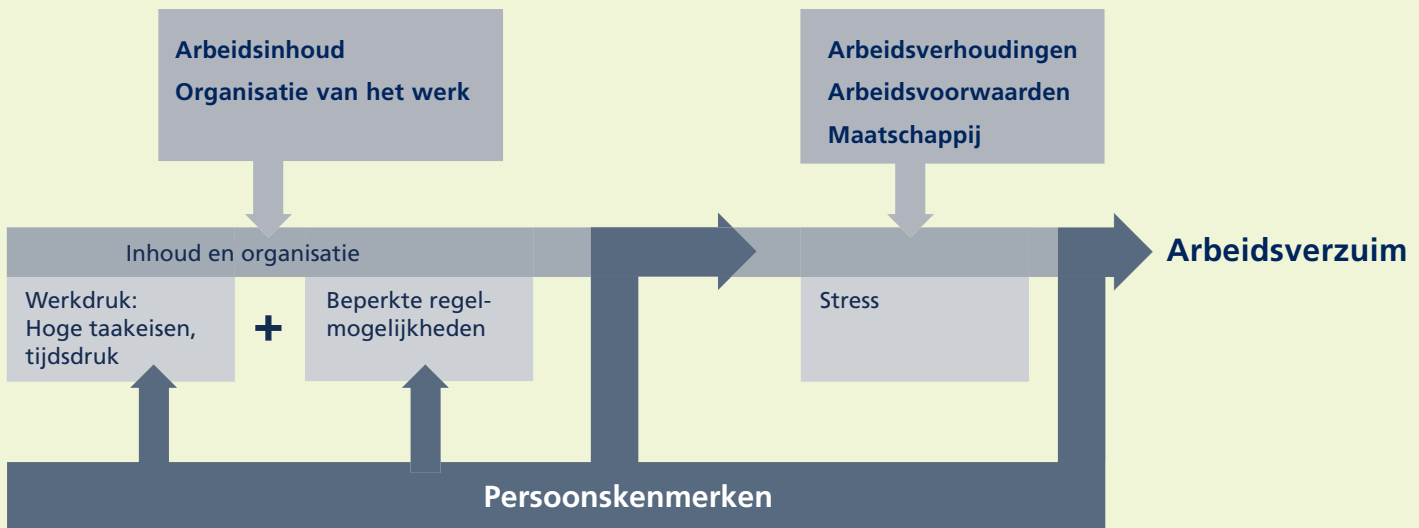 Arbeidsinhoud
Organisatie van het werk
Arbeidsverhoudingen
Arbeidsvoorwaarden
Maatschappij
Inhoud en organisatie
Arbeidsverzuim
Werkdruk:
Hoge taakeisen,
tijdsdruk
+
Beperkte regel-
mogelijkheden
Stress
Persoonskenmerken